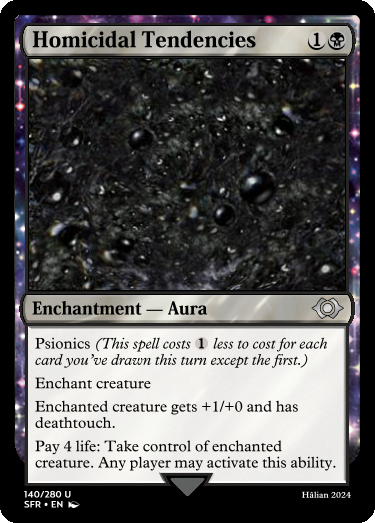 Homicidal Tendencies 1
Enchantment — Aura
Psionics (This spell costs 1 less to cost for each
card you've drawn this turn except the first.)
Enchant creature
Enchanted creature gets +1/+0 and has
deathtouch.
Pay 4 life: Take control of enchanted
creature. Any player may activate this ability.
140/280 U
SFR • EN
Hålian 2024